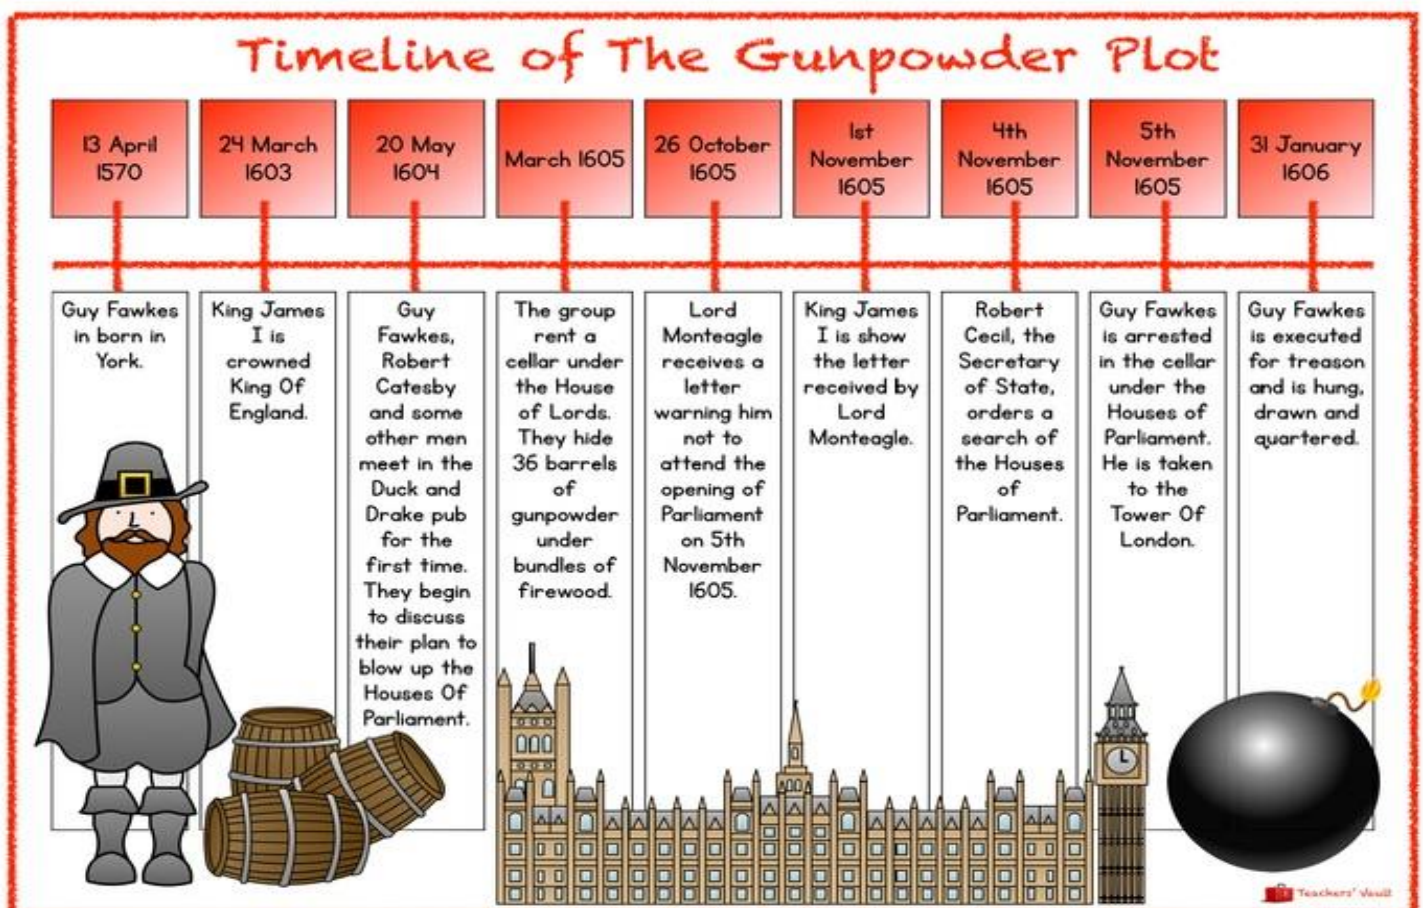 Timeline of The Gunpowder Plot
13 April
1570
24 March
1603
20 May
1604
March 1605
26 October
1605
1st
November
1605
4th
November
1605
5th
November
1605
31 January
1606
Guy Fawkes
in born in
York.
King James
I is
crowned
King Of
England.
Guy
Fawkes,
Robert
Catesby
and some
other men
meet in the
Duck and
Drake pub
for the
first time.
They begin
to discuss
their plan to
blow up the
Houses Of
Parliament.
The group
rent a
cellar under
the House
of Lords.
They hide
36 barrels
of
gunpowder
under
bundles of
firewood.
Lord
Monteagle
receives a
letter
warning him
not to
attend the
opening of
Parliament
on 5th
November
1605.
King James
I is show
the letter
received by
Lord
Monteagle.
Robert
Cecil, the
Secretary
of State,
orders a
search of
the Houses
of
Parliament.
Guy Fawkes
is arrested
in the cellar
under the
Houses of
Parliament.
He is taken
to the
Tower Of
London.
Guy Fawkes
is executed
for treason
and is hung,
drawn and
quartered.
Teachers' Vault